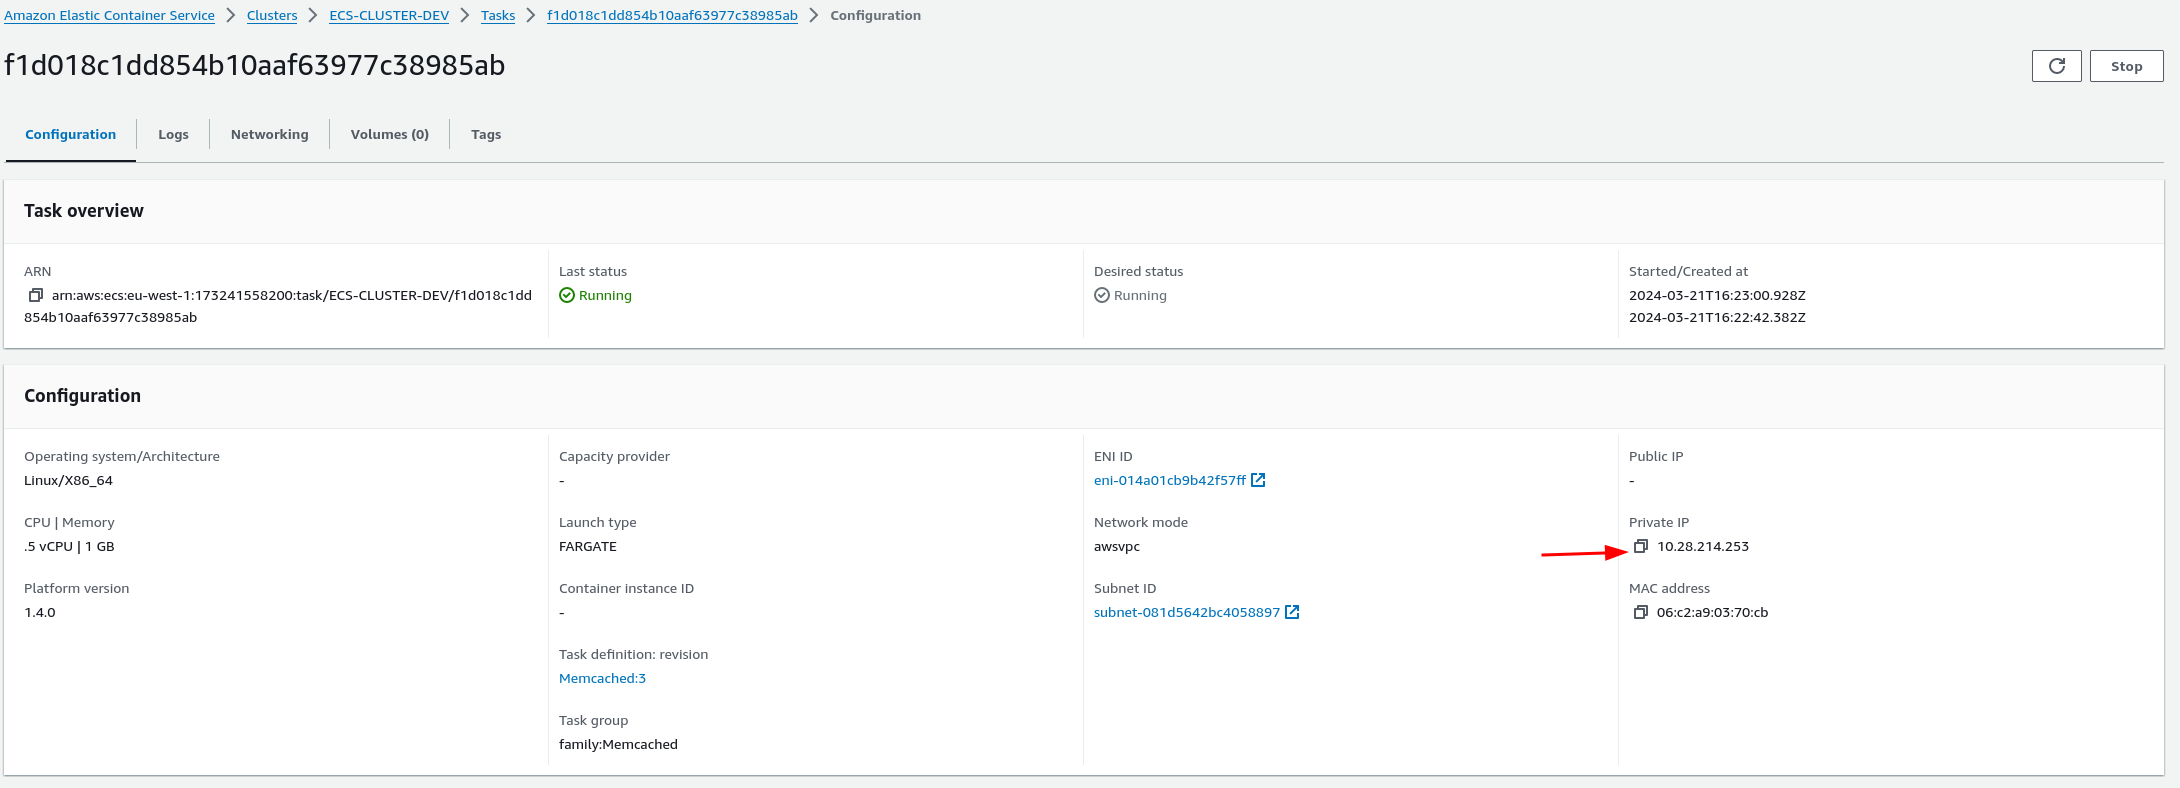 Amazon Elastic Container Service > Clusters > ECS-CLUSTER-DEV > Tasks > f1d018c1dd854b10aaf63977c38985ab > Configuration
f1d018c1dd854b10aaf63977c38985ab
Stop
Configuration
Logs
Networking
Volumes (0)
Tags
Task overview
ARN
arn:aws:ecs:eu-west-1:173241558200:task/ECS-CLUSTER-DEV/f1d018c1dd
854b10aaf63977c38985ab
Last status
Running
Desired status
Running
Started/Created at
2024-03-21T16:23:00.928Z
2024-03-21T16:22:42.382Z
Configuration
Operating system/Architecture
Linux/X86_64
CPU | Memory
.5 vCPU | 1 GB
Platform version
1.4.0
Capacity provider
-
Launch type
FARGATE
Container instance ID
-
Task definition: revision
Memcached:3
Task group
family:Memcached
ENI ID
eni-014a01cb9b42f57ff
Network mode
awsvpc
Subnet ID
subnet-081d5642bc4058897
Public IP
-
Private IP
10.28.214.253
MAC address
06:c2:a9:03:70:cb